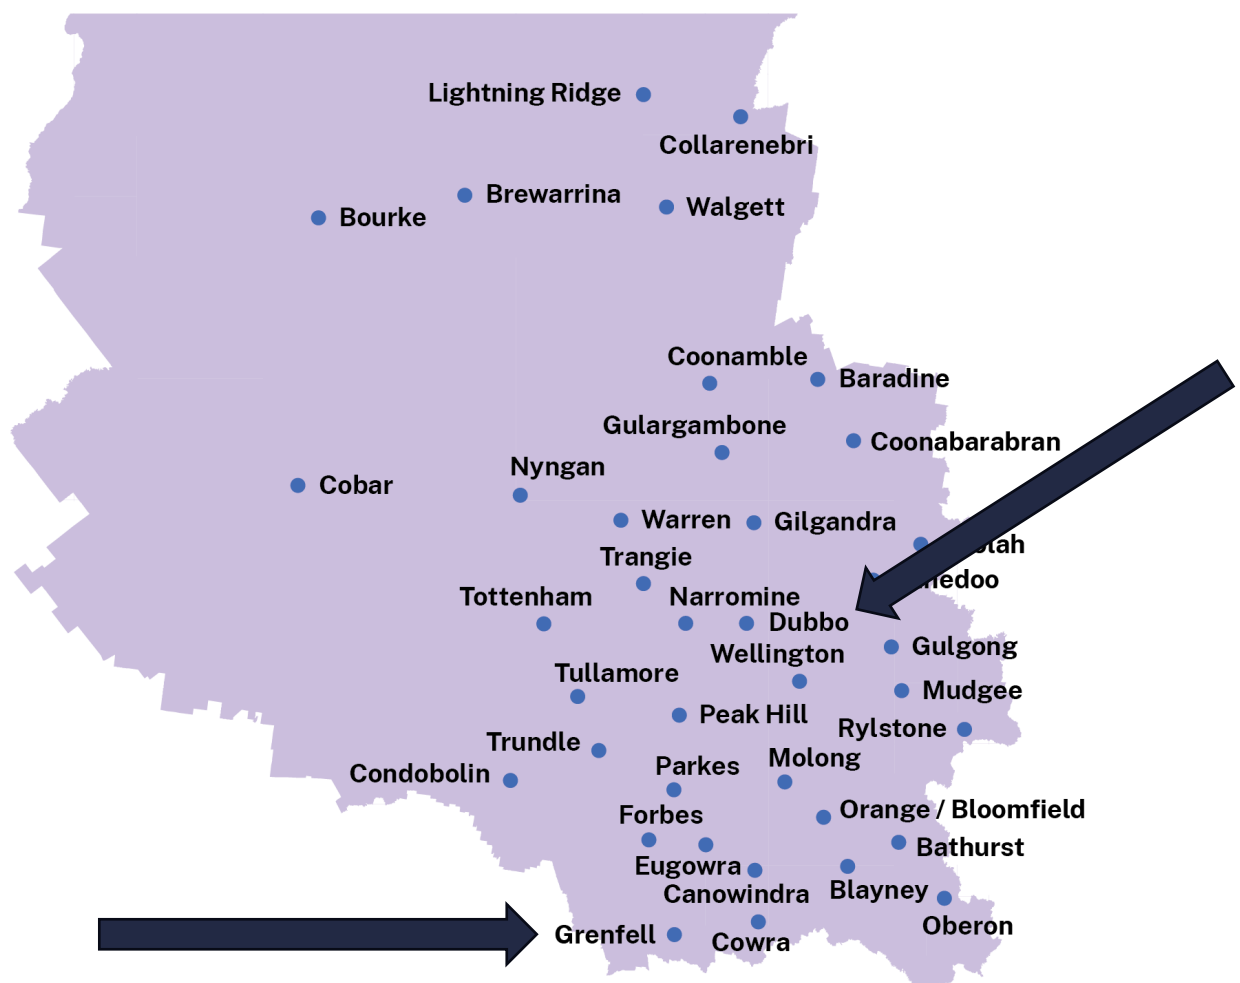 Lightning Ridge
Collarenebri
Brewarrina
Walgett
Bourke
Coonamble
Baradine
Gulargambone
Coonabarabran
Nyngan
Cobar
Warren
Gilgandra
Trangie
Tottenham
Narromine
Dubbo
Gulgong
Wellington
Tullamore
Mudgee
Peak Hill
Rylstone
Trundle
Molong
Parkes
Condobolin
Orange / Bloomfield
Forbes
Bathurst
Eugowra
Blayney
Canowindra
Oberon
Grenfell
Cowra